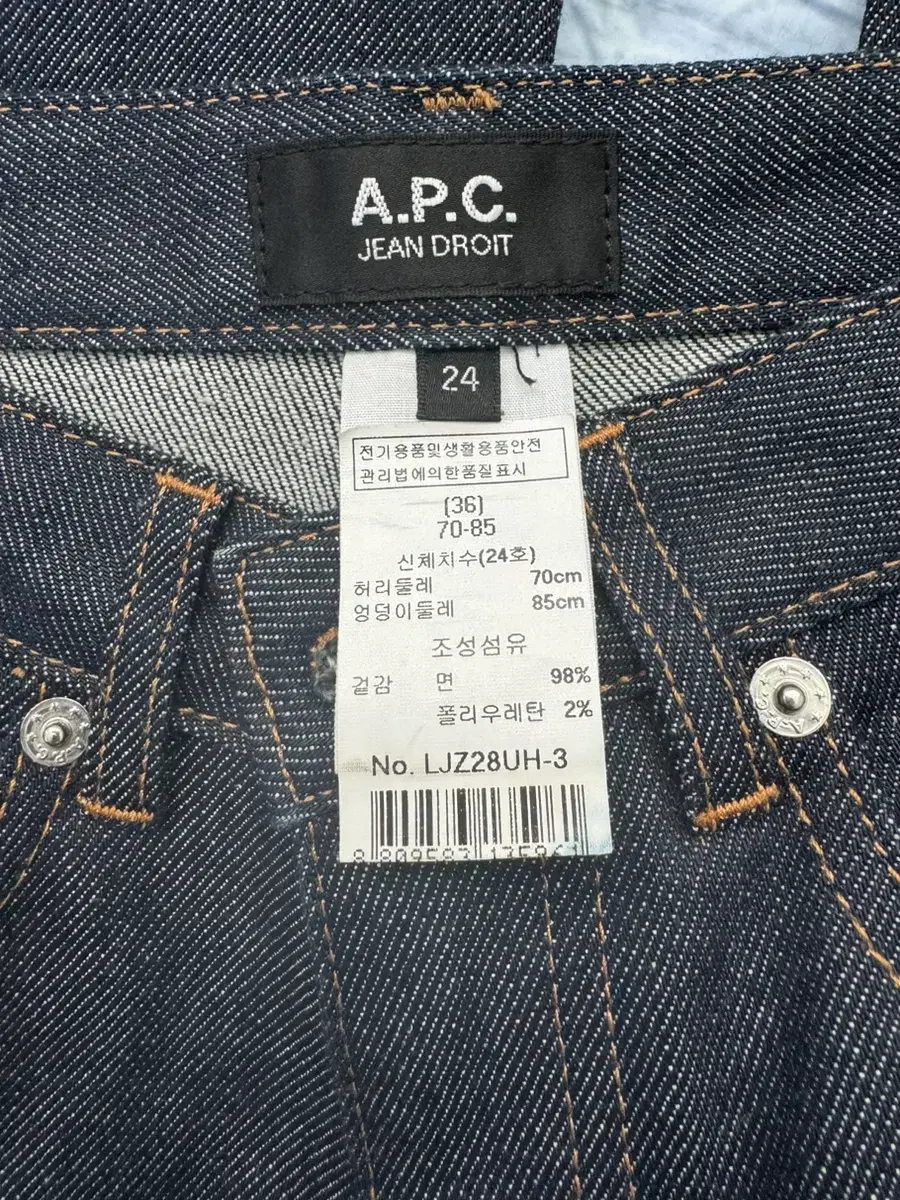 A.P.C.
JEAN DROIT
24
전기용품및생활용품안전
관리법에의한품질표시
(36)
70-85
신체치수(24호)
허리둘레 70cm
엉덩이둘레 85cm
조성섬유
겉감 면 98%
폴리우레탄 2%
No. LJZ28UH-3